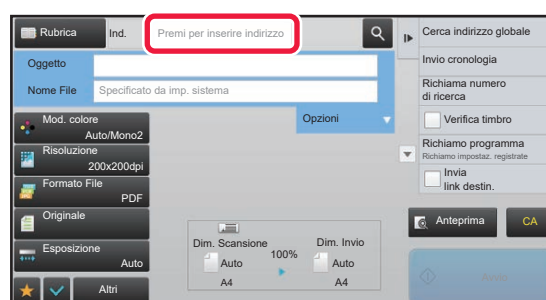 Rubrica
Ind.
Premi per inserire indirizzo
Oggetto
Nome File
Specificato da imp. sistema
Opzioni
Mod. colore
Auto/Mono2
Risoluzione
200x200dpi
Formato File
PDF
Originale
Esposizione
Auto
Altri
Dim. Scansione
Auto
A4
100%
Dim. Invio
Auto
A4
Cerca indirizzo globale
Invio cronologia
Richiama numero
di ricerca
Verifica timbro
Richiamo programma
Richiamo impostaz. registrate
Invia
link destin.
Anteprima
CA
Avvio